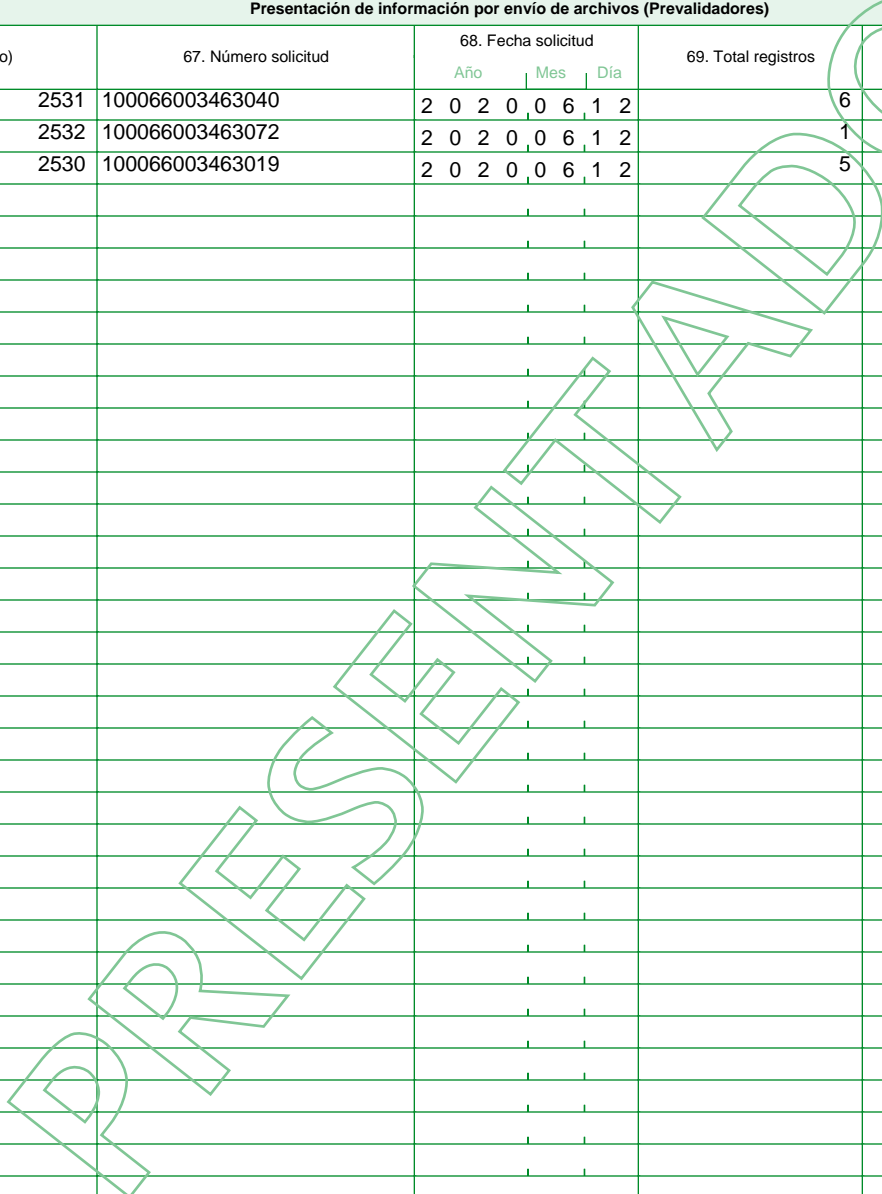 Presentación de información por envío de archivos (Prevalidadores)
o) 67. Número solicitud 68. Fecha solicitud 69. Total registros
Año Mes Día
2531 100066003463040 2 0 2 0 0 6 1 2 6
2532 100066003463072 2 0 2 0 0 6 1 2 1
2530 100066003463019 2 0 2 0 0 6 1 2 5
PRESENTADO